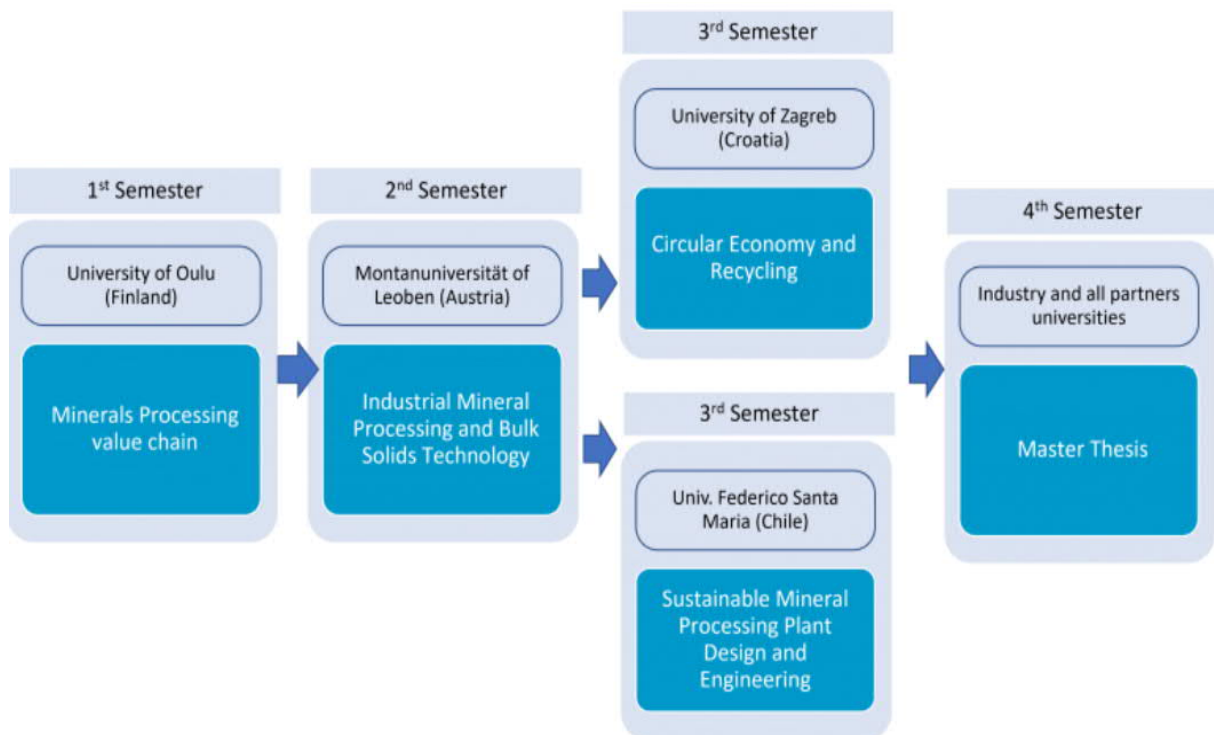 1st Semester
University of Oulu
(Finland)
Minerals Processing
value chain
2nd Semester
Montanuniversität of
Leoben (Austria)
Industrial Mineral
Processing and Bulk
Solids Technology
3rd Semester
University of Zagreb
(Croatia)
Circular Economy and
Recycling
3rd Semester
Univ. Federico Santa
Maria (Chile)
Sustainable Mineral
Processing Plant
Design and
Engineering
4th Semester
Industry and all partners
universities
Master Thesis